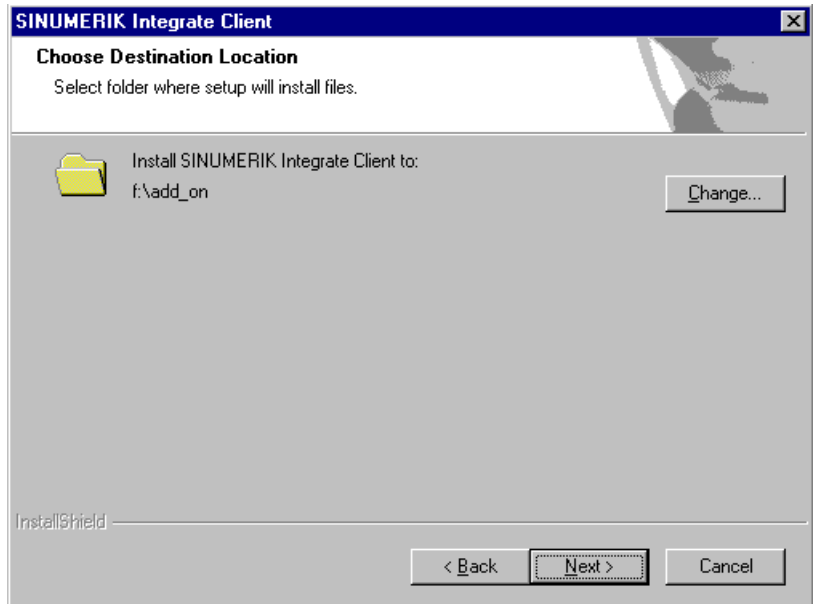 SINUMERIK Integrate Client
Choose Destination Location
Select folder where setup will install files.
Install SINUMERIK Integrate Client to:
f:\add_on
Change...
InstallShield
< Back
Next >
Cancel